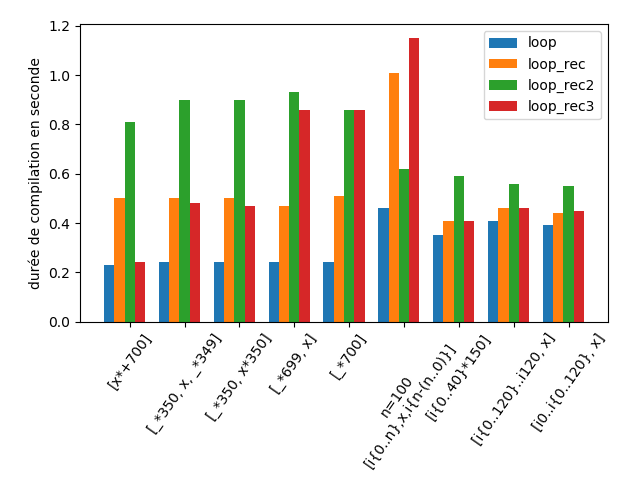 durée de compilation en seconde
1.2
1.0
0.8
0.6
0.4
0.2
0.0
loop
loop_rec
loop_rec2
loop_rec3
[x*+700]
[_*350, x, _*349]
[_*350, x*350]
[_*699, x]
[_*700]
n=100
[i{0..n},x,i{n-(n..0)}]
[i{0..40}*150]
[i{0..120}..i120, x]
[i0..i{0..120}, x]